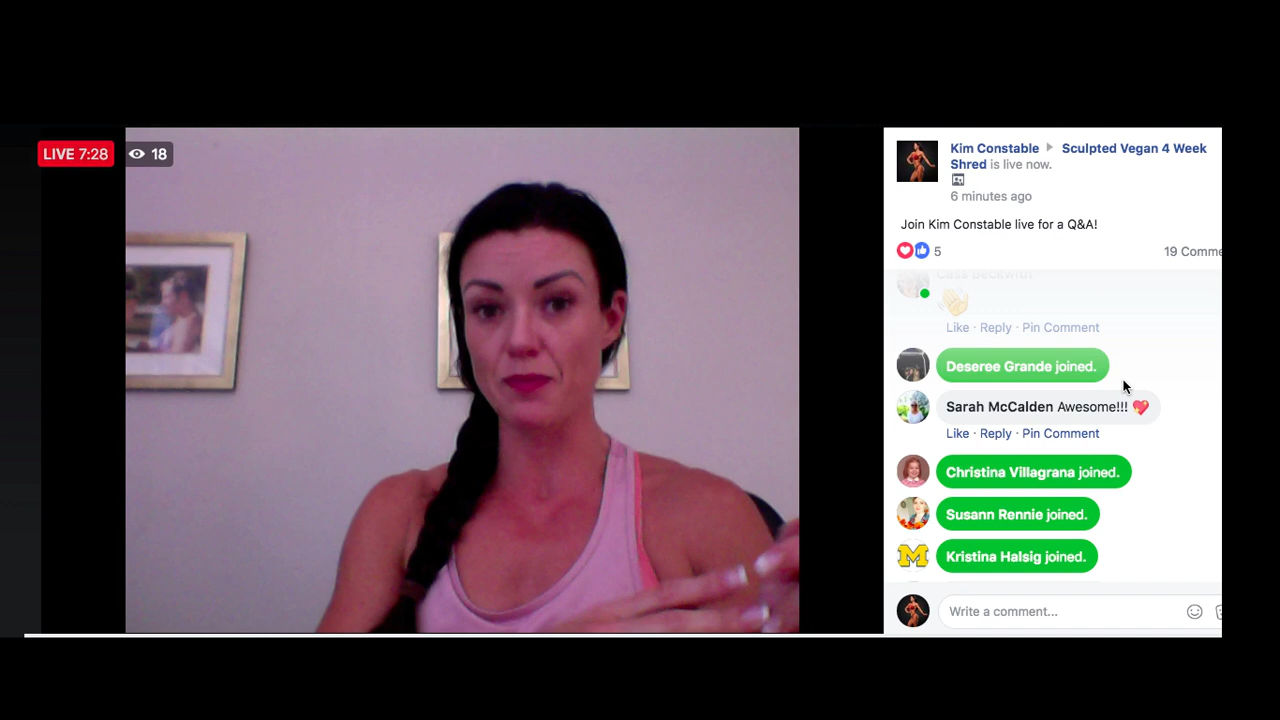 LIVE 7:28
18
Kim Constable ▶ Sculpted Vegan 4 Week
Shred is live now.
6 minutes ago
Join Kim Constable live for a Q&A!
5
19 Comme
Cass Beckwith
Like · Reply · Pin Comment
Deseree Grande joined.
Sarah McCalden Awesome!!! 💖
Like · Reply · Pin Comment
Christina Villagrana joined.
Susann Rennie joined.
M
Kristina Halsig joined.
Write a comment...